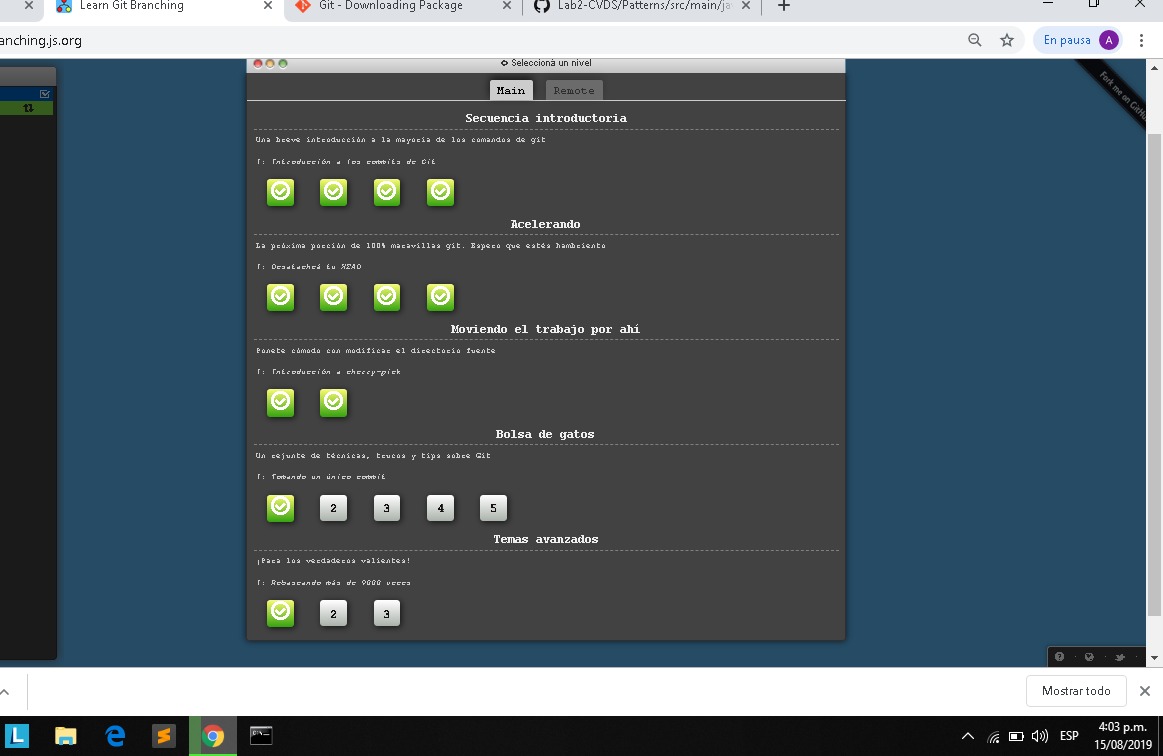 Learn Git Branching
Git - Downloading Package
Lab2-CVDS/Patterns/src/main/ja
anching.js.org
En pausa A
Fork me on GitHu
Seleccioná un nivel
Main Remote
Secuencia introductoria
Una breve introducción a la mayoría de los comandos de git
1: Introducción a los commits de Git
Acelerando
La próxima porción de 100% maravillas git. Espero que estés hambriento
1: Desatacheá tu HEAD
Moviendo el trabajo por ahí
Ponete cómodo con modificar el directorio fuente
1: Introducción a cherry-pick
Bolsa de gatos
Un rejunte de técnicas, trucos y tips sobre Git
1: Tomando un único commit
2 3 4 5
Temas avanzados
¡Para los verdaderos valientes!
1: Rebaseando más de 9000 veces
2 3
Mostrar todo
L
ESP
4:03 p.m.
15/08/2019